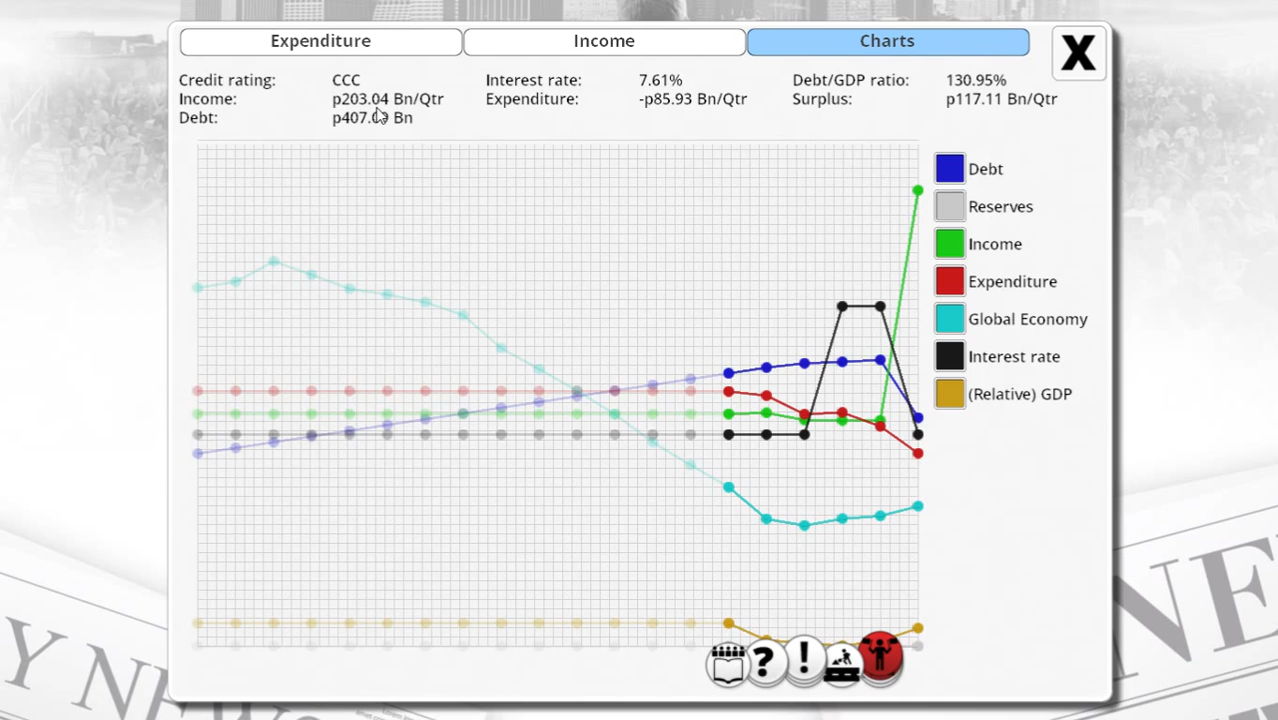 Expenditure Income Charts X
Credit rating: CCC Interest rate: 7.61% Debt/GDP ratio: 130.95%
Income: p203.04 Bn/Qtr Expenditure: -p85.93 Bn/Qtr Surplus: p117.11 Bn/Qtr
Debt: Bn
Debt
Reserves
Income
Expenditure
Global Economy
Interest rate
(Relative) GDP
? !
Y NEWS
NE